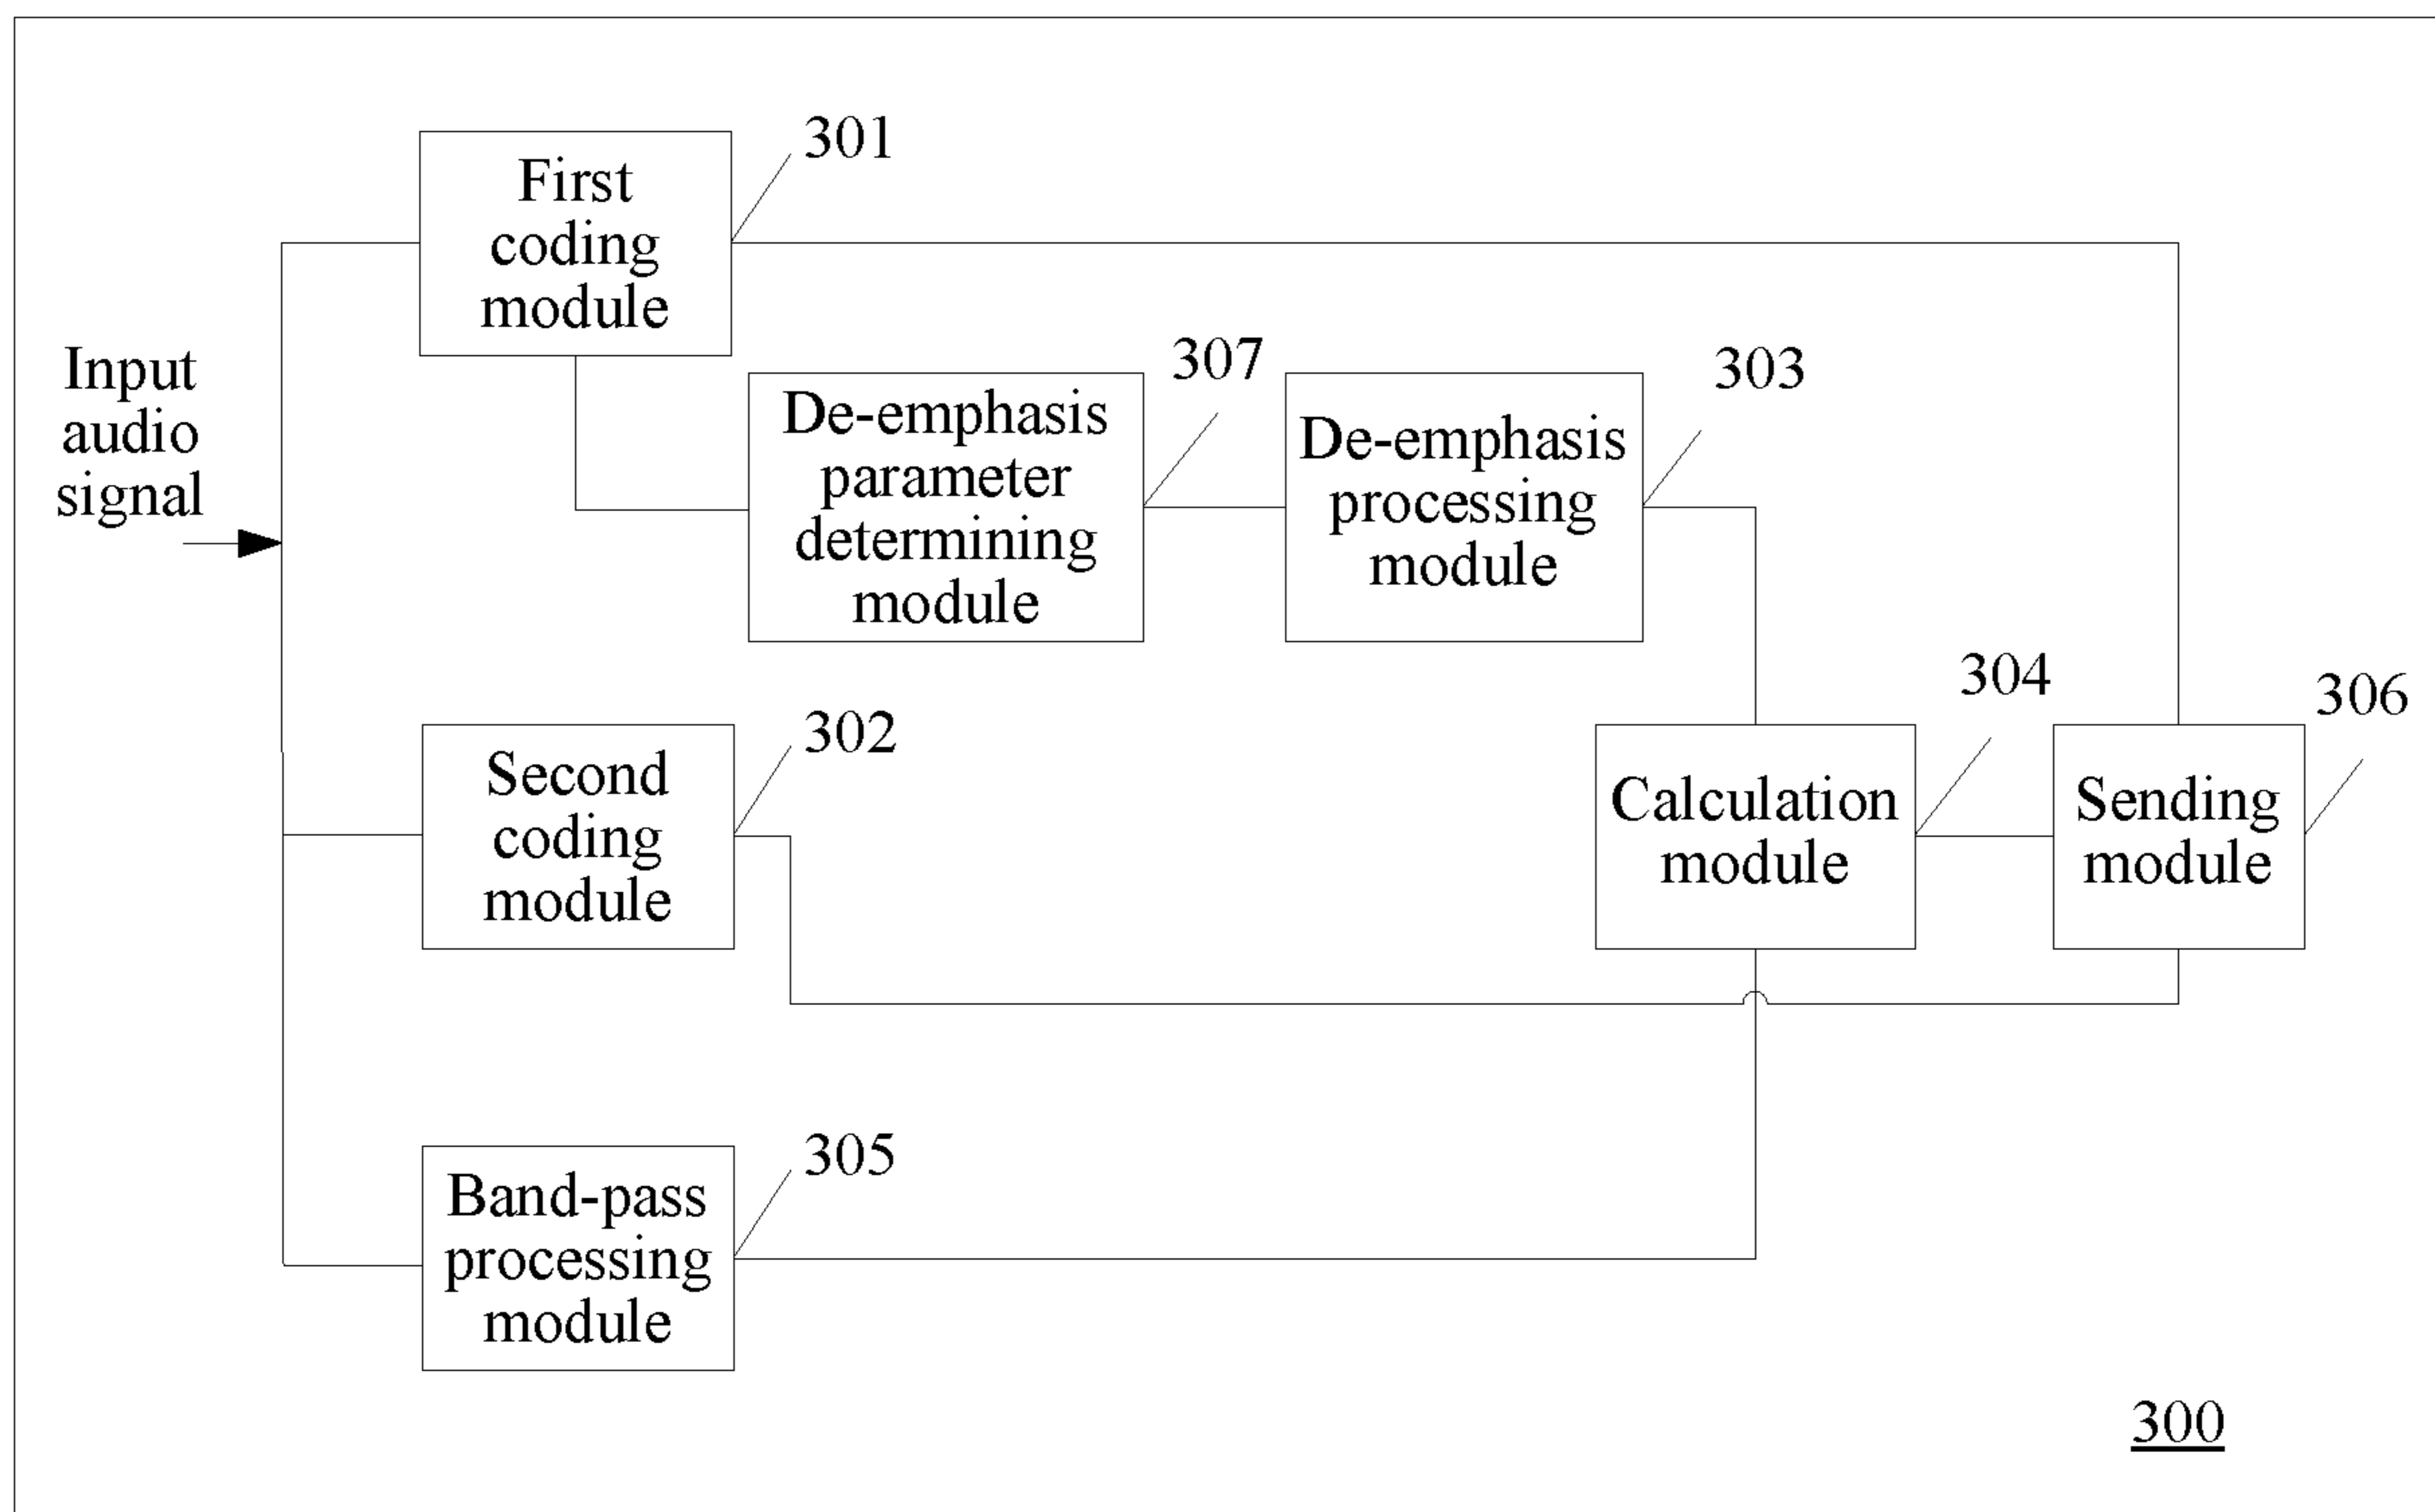 301
First
coding
module
Input
audio
signal
307
De-emphasis
parameter
determining
module
303
De-emphasis
processing
module
302
Second
coding
module
304
Calculation
module
306
Sending
module
305
Band-pass
processing
module
300